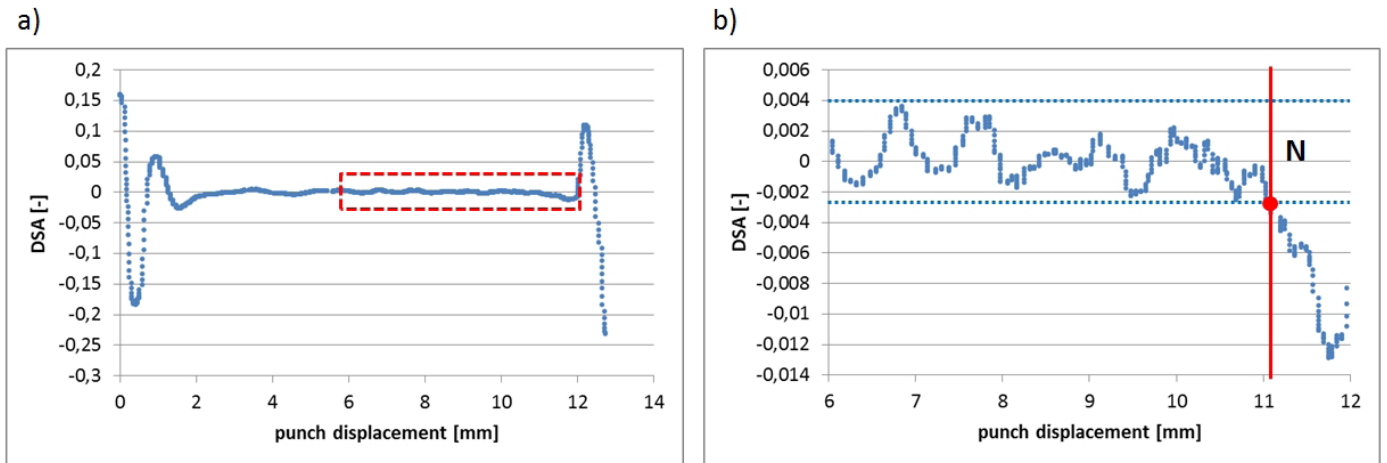 a)
0,2
0,15
0,1
0,05
0
-0,05
-0,1
-0,15
-0,2
-0,25
-0,3
DSA [-]
0 2 4 6 8 10 12 14
punch displacement [mm]
b)
0,006
0,004
0,002
0
-0,002
-0,004
-0,006
-0,008
-0,01
-0,012
-0,014
DSA [-]
N
6 7 8 9 10 11 12
punch displacement [mm]